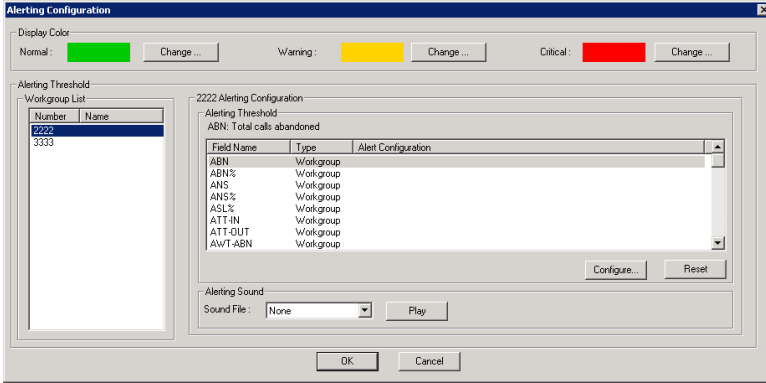 Alerting Configuration
Display Color
Normal : Change ... Warning : Change ... Critical : Change ...
Alerting Threshold
Workgroup List
Number Name
2222
3333
2222 Alerting Configuration
Alerting Threshold
ABN: Total calls abandoned
Field Name Type Alert Configuration
ABN Workgroup
ABN% Workgroup
ANS Workgroup
ANS% Workgroup
ASL% Workgroup
ATT-IN Workgroup
ATT-OUT Workgroup
AWT-ABN Workgroup
Configure... Reset
Alerting Sound
Sound File : None Play
OK Cancel